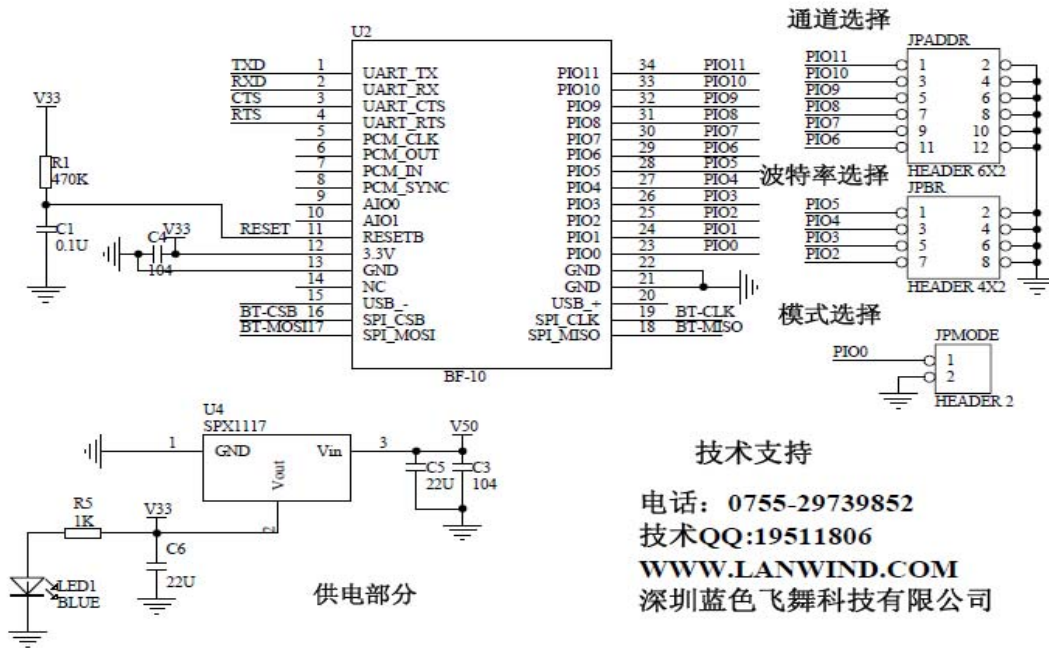 U2
BF-10
TXD 1 UART_TX
RXD 2 UART_RX
CTS 3 UART_CTS
RTS 4 UART_RTS
5 PCM_CLK
6 PCM_OUT
7 PCM_IN
8 PCM_SYNC
9 AIO0
10 AIO1
RESET 11 RESETB
12 3.3V
13 GND
14 NC
15 USB_-
BT-CSB 16 SPI_CSB
BT-MOSI 17 SPI_MOSI
PIO11 34 PIO11
PIO10 33 PIO10
PIO9 32 PIO9
PIO8 31 PIO8
PIO7 30 PIO7
PIO6 29 PIO6
PIO5 28 PIO5
PIO4 27 PIO4
PIO3 26 PIO3
PIO2 25 PIO2
PIO1 24 PIO1
PIO0 23 PIO0
GND 22
GND 21
USB_+ 20
SPI_CLK 19 BT-CLK
SPI_MISO 18 BT-MISO
V33
R1
470K
C1
0.1U
C4
V33
104
通道选择
JPADDR
PIO11 1 2
PIO10 3 4
PIO9 5 6
PIO8 7 8
PIO7 9 10
PIO6 11 12
HEADER 6X2
波特率选择
JPBR
PIO5 1 2
PIO4 3 4
PIO3 5 6
PIO2 7 8
HEADER 4X2
模式选择
JPMODE
PIO0 1
2
HEADER 2
U4
SPX1117
1 GND Vin 3
Vout
2
V50
C5
22U
C3
104
R5
1K
V33
C6
22U
LED1
BLUE
供电部分
技术支持
电话：0755-29739852
技术QQ:19511806
WWW.LANWIND.COM
深圳蓝色飞舞科技有限公司